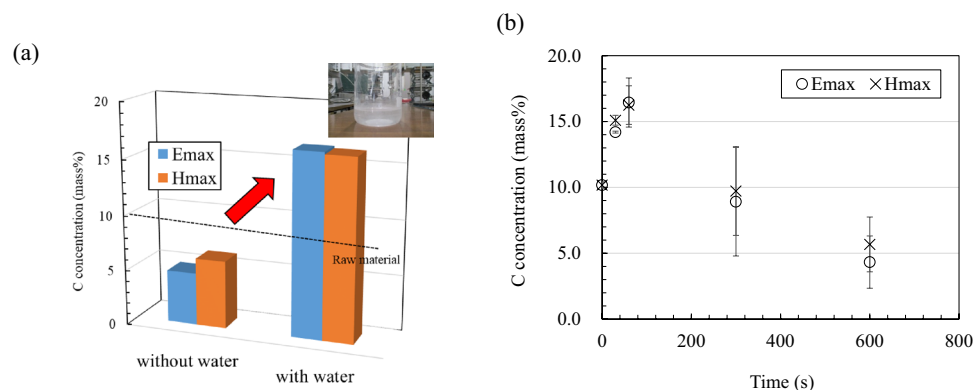 (a)
20
15
10
5
0
C concentration (mass%)
Emax
Hmax
Raw material
without water
with water
(b)
20.0
15.0
10.0
5.0
0.0
C concentration (mass%)
Emax
Hmax
0
200
400
600
800
Time (s)